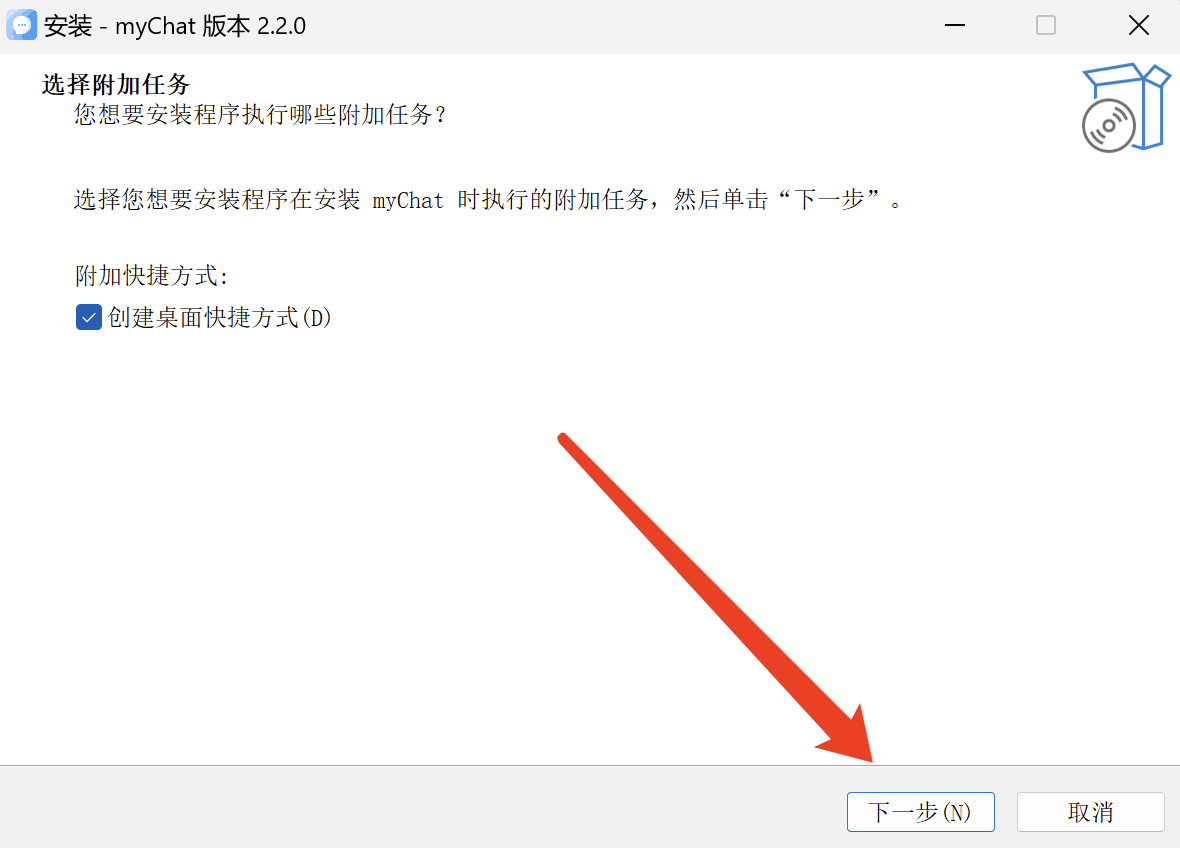 安装 - myChat 版本 2.2.0
选择附加任务
您想要安装程序执行哪些附加任务?
选择您想要安装程序在安装 myChat 时执行的附加任务，然后单击“下一步”。
附加快捷方式:
创建桌面快捷方式(D)
下一步(N)
取消